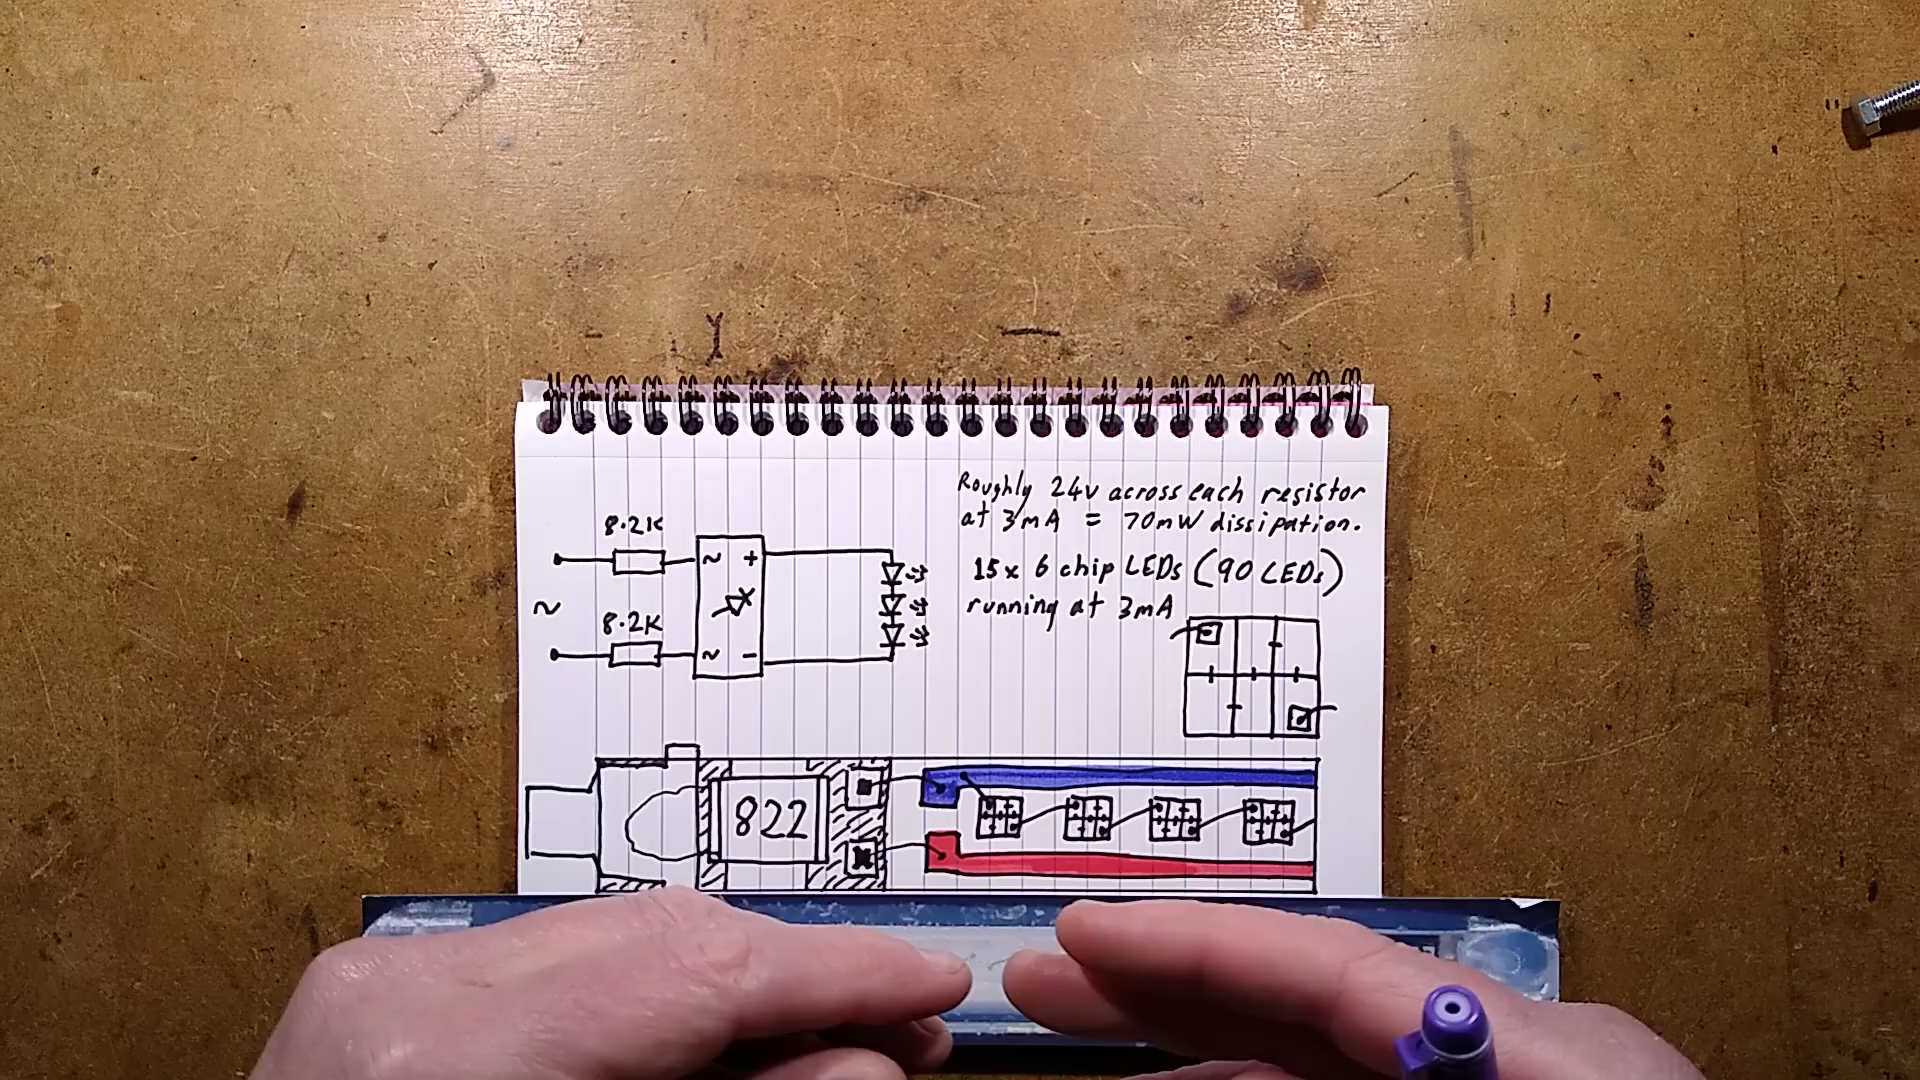 Roughly 24v across each resistor
at 3mA = 70mW dissipation.
8.2K
15x 6 chip LEDs (90 LEDs)
running at 3mA
~ +
~
8.2K
~ -
822